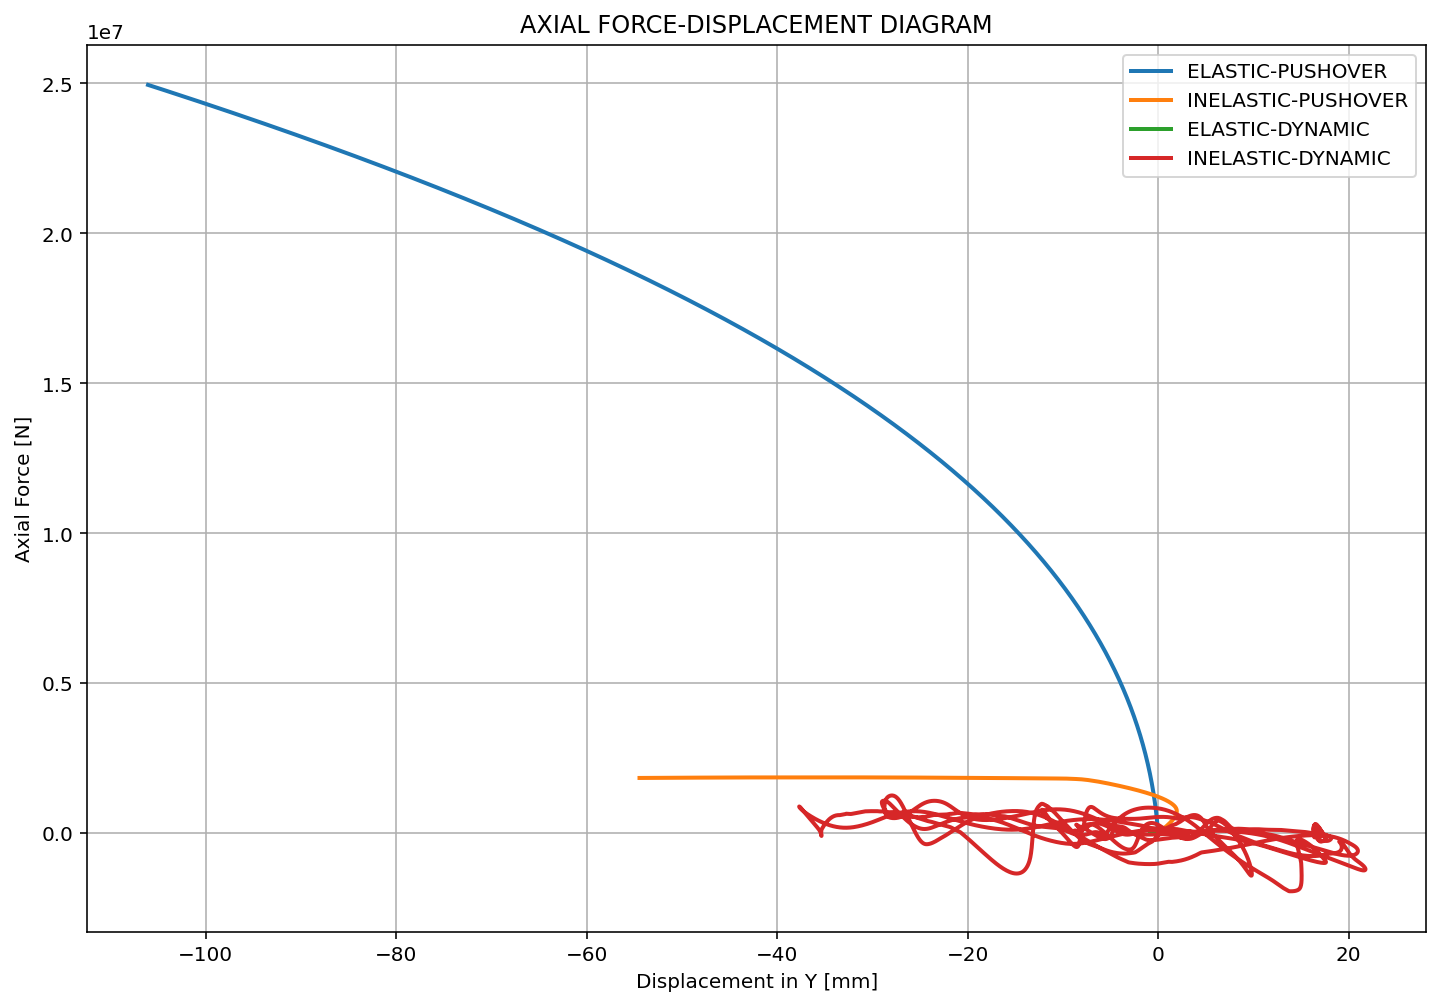 AXIAL FORCE-DISPLACEMENT DIAGRAM
1e7
ELASTIC-PUSHOVER
INELASTIC-PUSHOVER
ELASTIC-DYNAMIC
INELASTIC-DYNAMIC
2.5
2.0
1.5
1.0
0.5
0.0
Axial Force [N]
−100 −80 −60 −40 −20 0 20
Displacement in Y [mm]